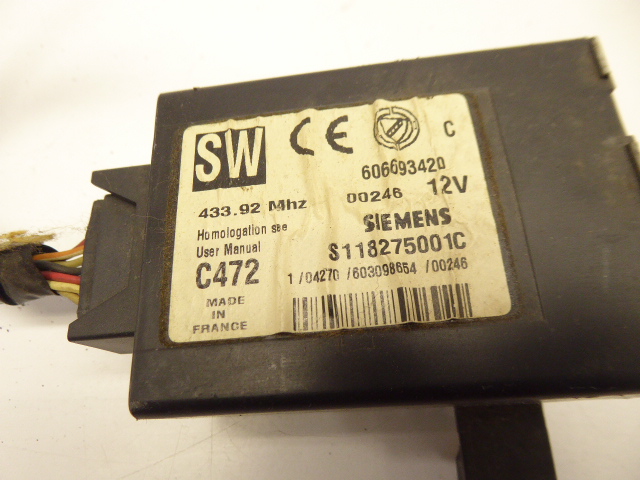 SW CE C
606693420
433.92 Mhz 00246 12V
Homologation see SIEMENS
User Manual S118275001C
C472 1/04270/603098654/00246
MADE
IN
FRANCE